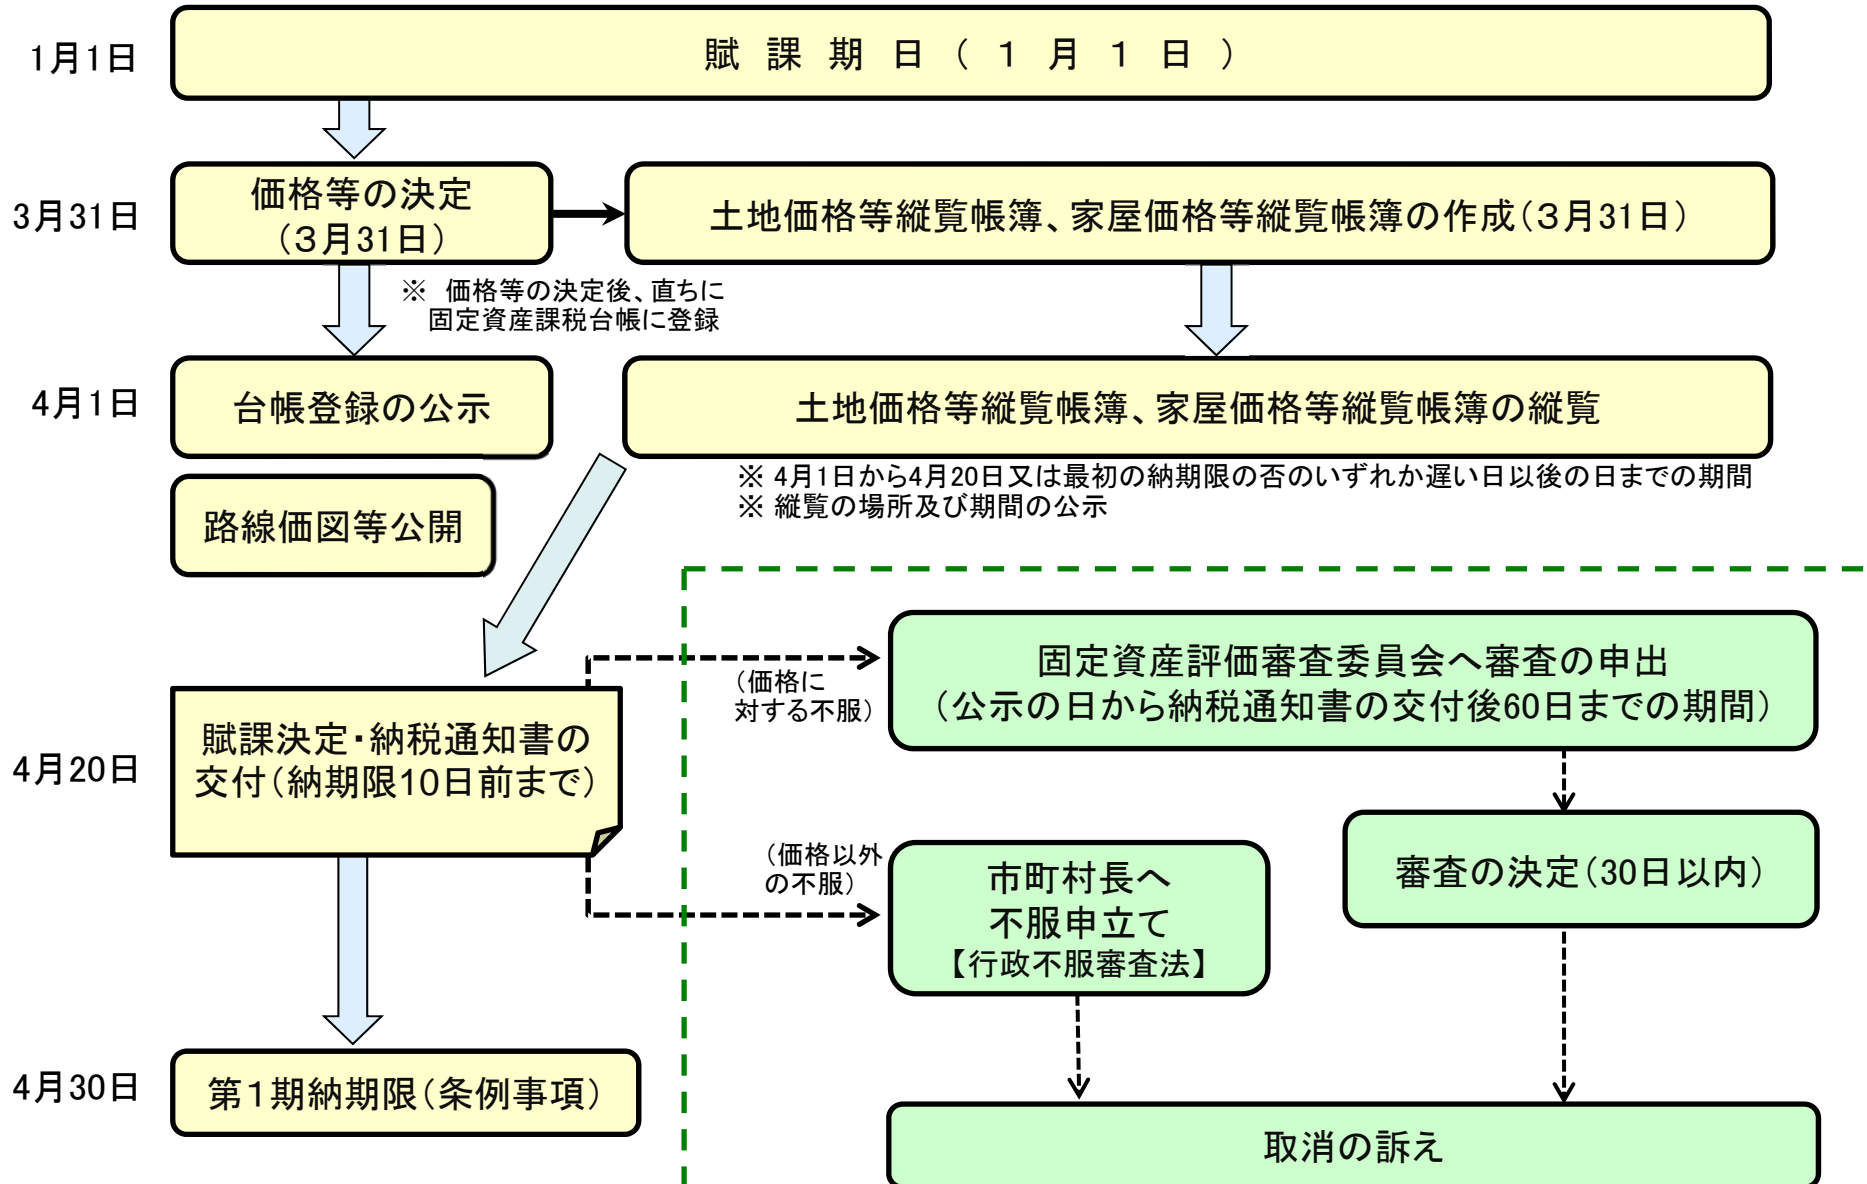 1月1日
賦 課 期 日 ( 1 月 1 日 )
3月31日
価格等の決定
(3月31日)
土地価格等縦覧帳簿、家屋価格等縦覧帳簿の作成(3月31日)
※ 価格等の決定後、直ちに
固定資産課税台帳に登録
4月1日
台帳登録の公示
土地価格等縦覧帳簿、家屋価格等縦覧帳簿の縦覧
※ 4月1日から4月20日又は最初の納期限の否のいずれか遅い日以後の日までの期間
※ 縦覧の場所及び期間の公示
路線価図等公開
4月20日
賦課決定・納税通知書の
交付(納期限10日前まで)
(価格に
対する不服)
固定資産評価審査委員会へ審査の申出
(公示の日から納税通知書の交付後60日までの期間)
審査の決定(30日以内)
(価格以外
の不服)
市町村長へ
不服申立て
【行政不服審査法】
4月30日
第1期納期限(条例事項)
取消の訴え